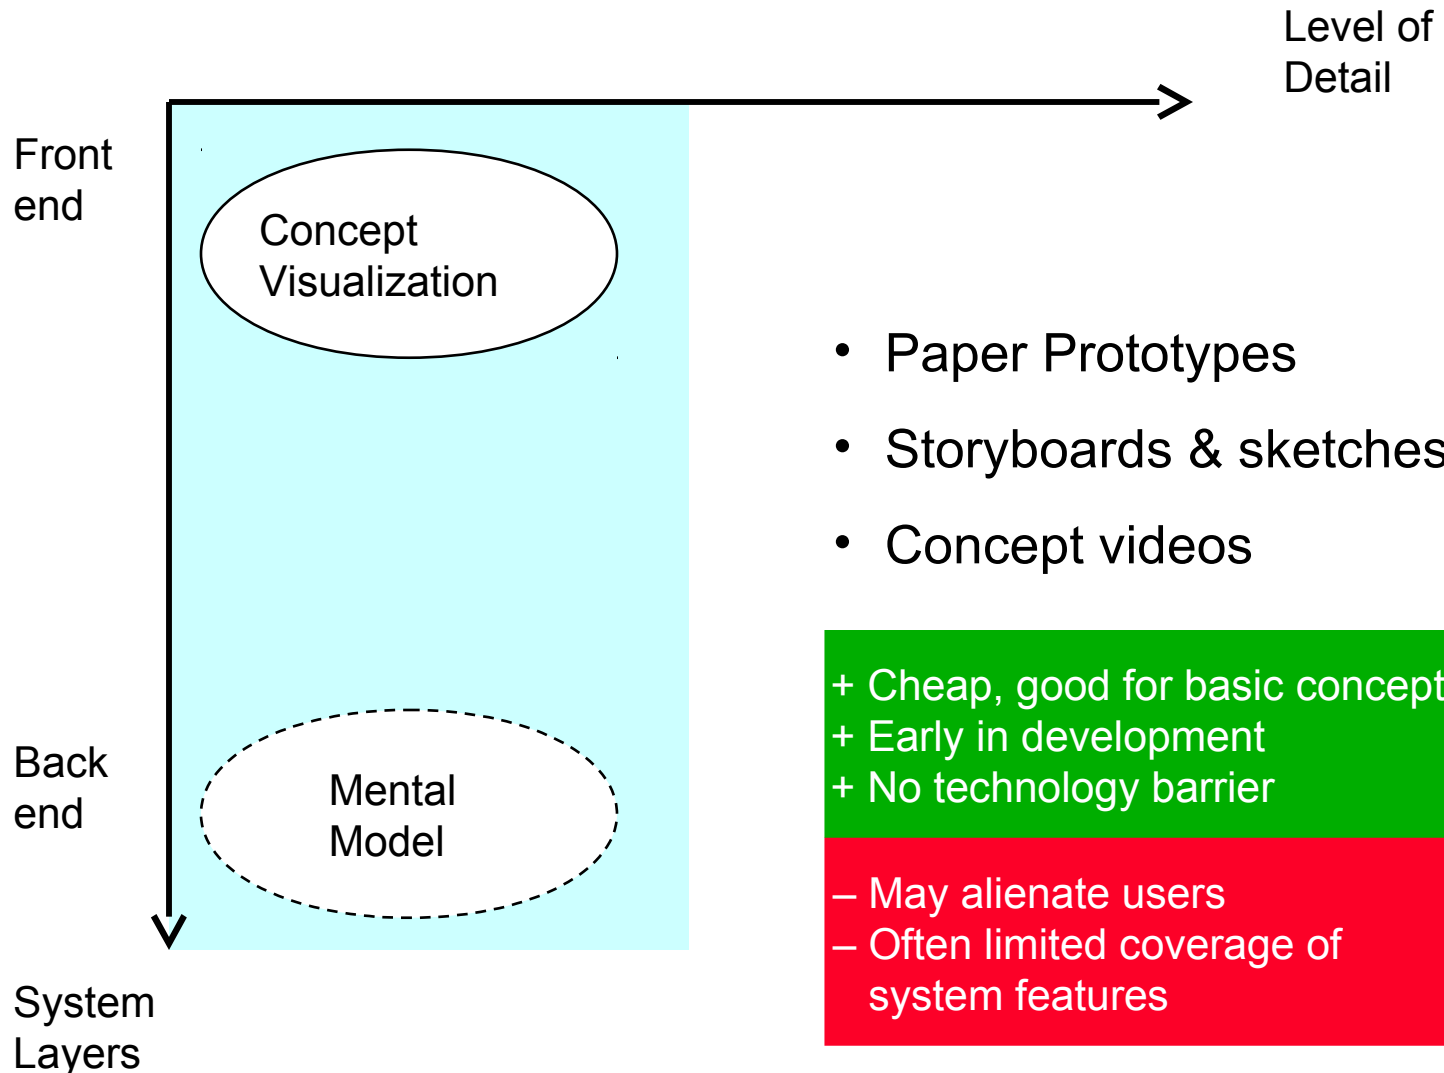 Level of
Detail
Front
end
Concept
Visualization
• Paper Prototypes
• Storyboards & sketches
• Concept videos
+ Cheap, good for basic concept
+ Early in development
+ No technology barrier
Back
end
Mental
Model
– May alienate users
– Often limited coverage of
system features
System
Layers